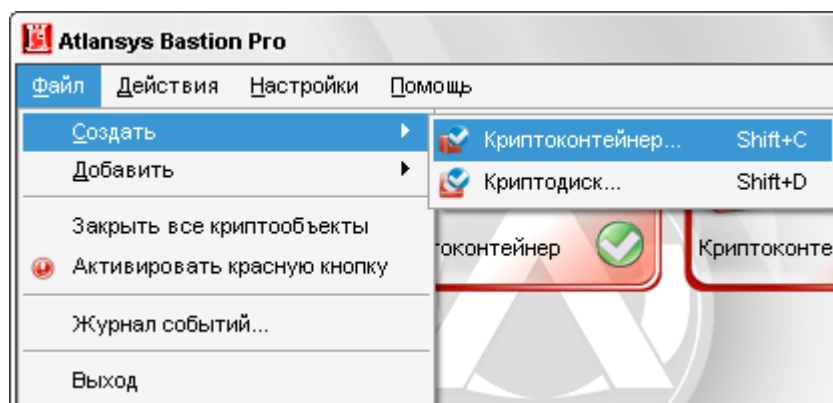 Atlansys Bastion Pro
Файл Действия Настройки Помощь
Создать
Криптоконтейнер... Shift+C
Добавить
Криптодиск... Shift+D
Закрыть все криптообъекты
токонтейнер
Криптоконте
Активировать красную кнопку
Журнал событий...
Выход